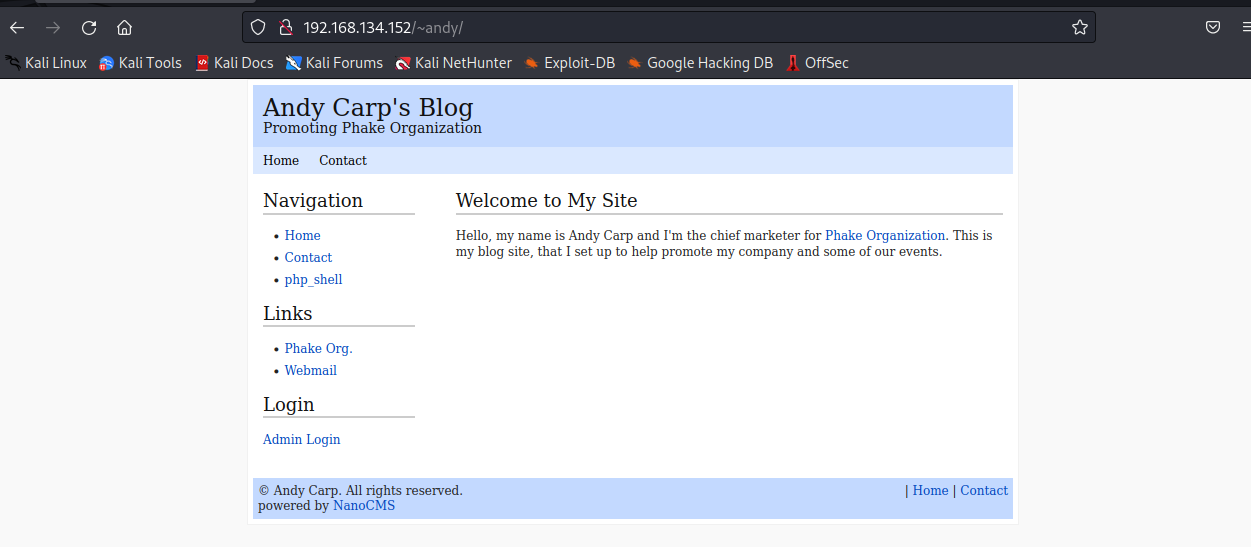 192.168.134.152/~andy/
Kali Linux Kali Tools Kali Docs Kali Forums Kali NetHunter Exploit-DB Google Hacking DB OffSec
Andy Carp's Blog
Promoting Phake Organization
Home Contact
Navigation
Home
Contact
php_shell
Links
Phake Org.
Webmail
Login
Admin Login
Welcome to My Site
Hello, my name is Andy Carp and I'm the chief marketer for Phake Organization. This is
my blog site, that I set up to help promote my company and some of our events.
© Andy Carp. All rights reserved.
powered by NanoCMS
| Home | Contact